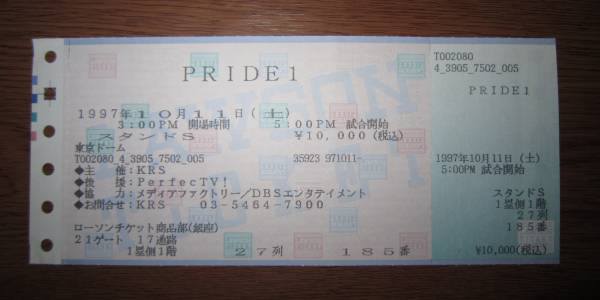 PRIDE1
1997年10月11日(土)
3:00PM 開場時間 5:00PM 試合開始
スタンドS ¥10,000(税込)
東京ドーム
T002080_4_3905_7502_005 35923 971011-
◆主 催:KRS
◆後 援:PerfecTV!
◆協 力:メディアファクトリー/DBSエンタテイメント
◆お問合せ:KRS 03-5464-7900
ローソンチケット商品部(銀座)
21ゲート 17通路
1塁側1階 27列 185番
T002080
4_3905_7502_005
PRIDE1
1997年10月11日(土)
5:00PM 試合開始
スタンドS
1塁側1階
27列
185番
¥10,000(税込)